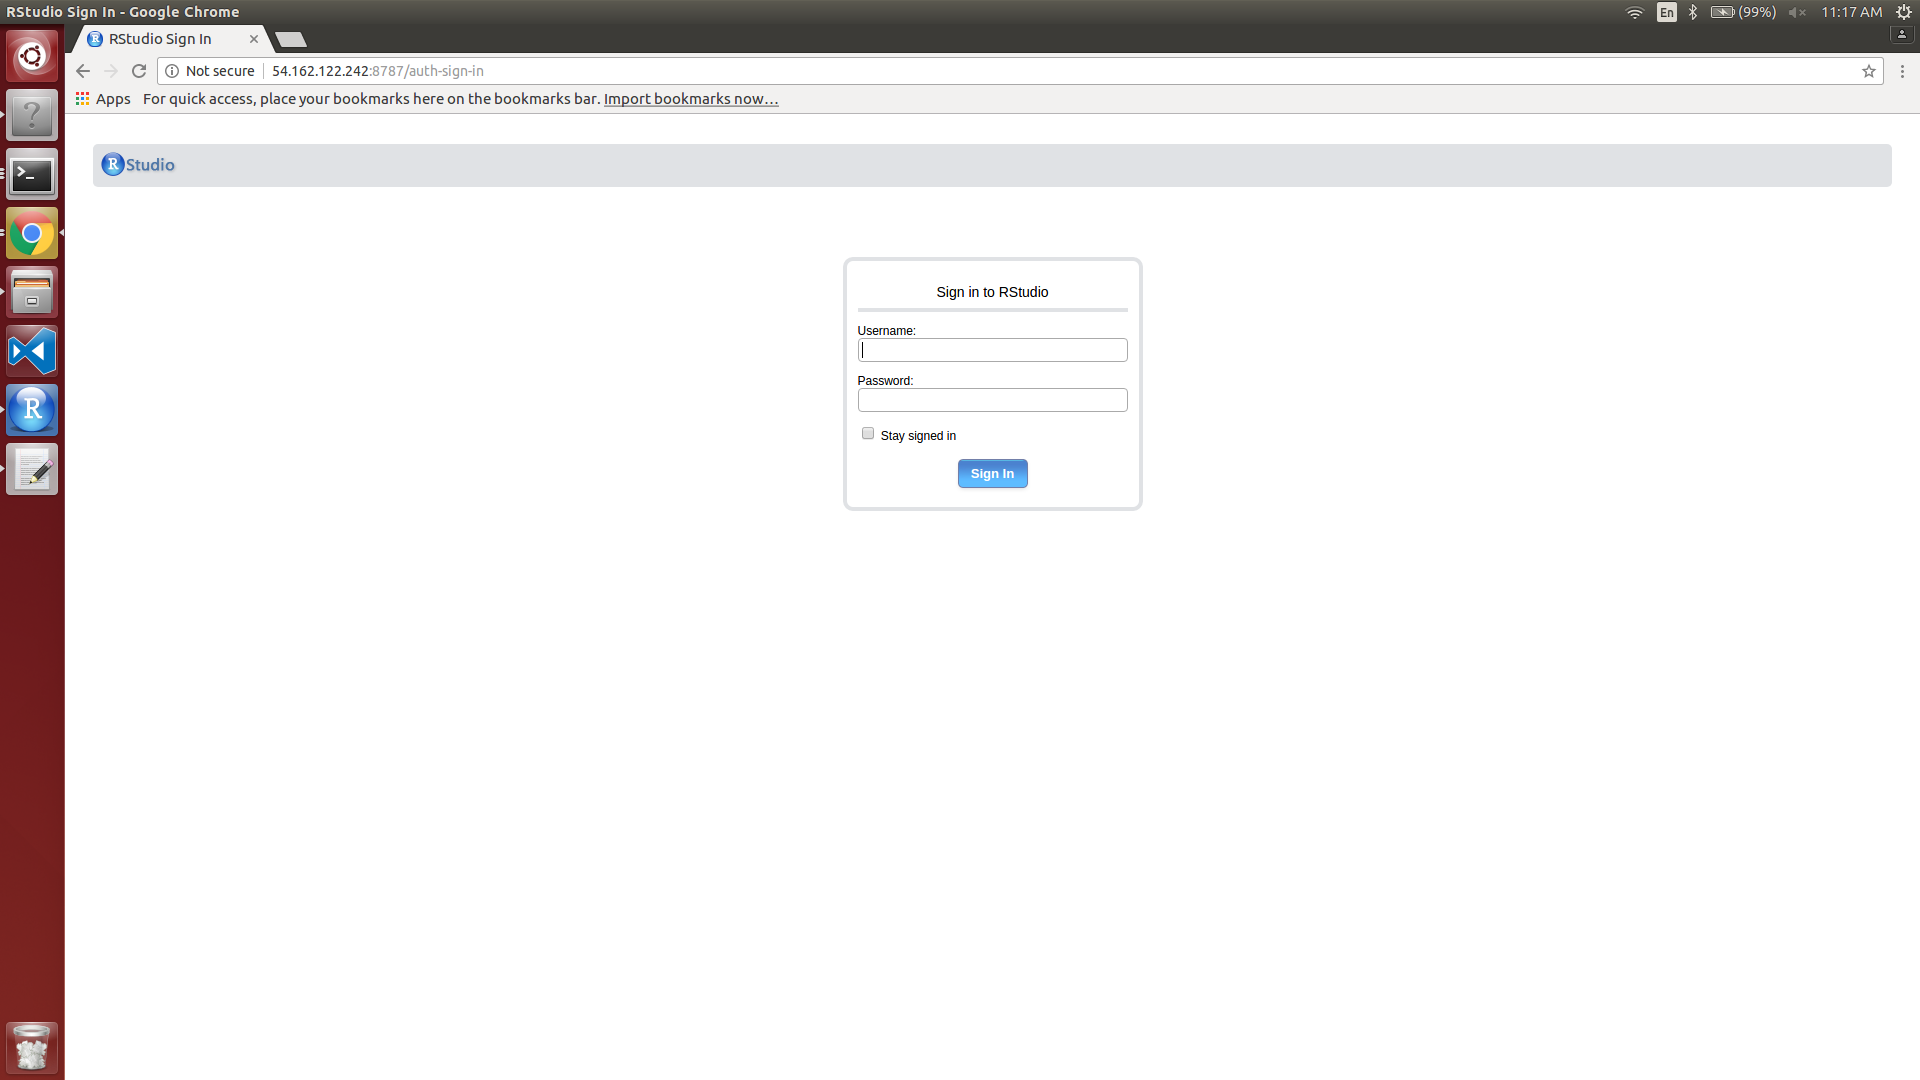 RStudio Sign In - Google Chrome
En
(99%)
11:17 AM
RStudio Sign In
Not secure
54.162.122.242:8787/auth-sign-in
Apps
For quick access, place your bookmarks here on the bookmarks bar. Import bookmarks now...
R Studio
Sign in to RStudio
Username:
Password:
Stay signed in
Sign In
R